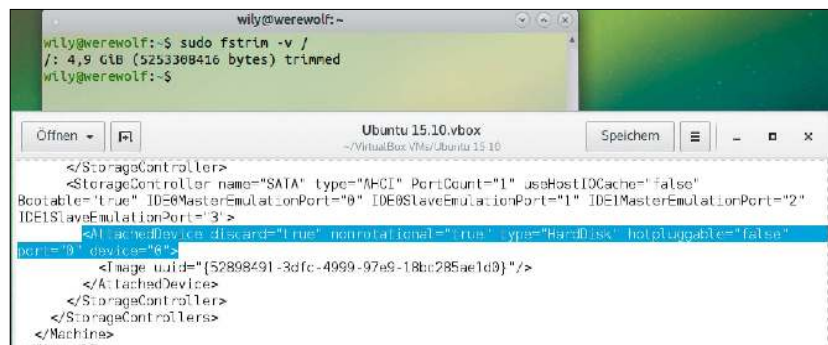 wily@werewolf: ~
wily@werewolf:~$ sudo fstrim -v /
/: 4,9 GiB (5253308416 bytes) trimmed
wily@werewolf:~$
Öffnen
Ubuntu 15.10.vbox
~/VirtualBox VMs/Ubuntu 15.10
Speichern
</StorageController>
<StorageController name="SATA" type="AHCI" PortCount="1" useHostIOCache="false"
Bootable="true" IDE0MasterEmulationPort="0" IDE0SlaveEmulationPort="1" IDE1MasterEmulationPort="2"
IDE1SlaveEmulationPort="3">
<AttachedDevice discard="true" nonrotational="true" type="HardDisk" hotpluggable="false"
port="0" device="0">
<Image uuid="{52898491-3dfc-4999-97e9-18bc285ae1d0}"/>
</AttachedDevice>
</StorageController>
</StorageControllers>
</Machine>